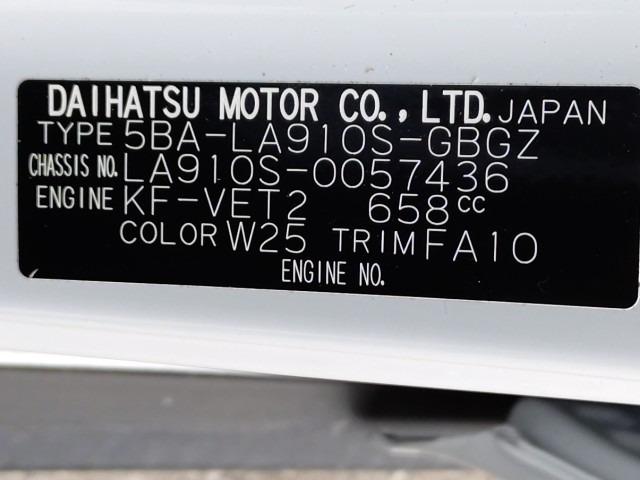 DAIHATSU MOTOR CO., LTD. JAPAN
TYPE 5BA-LA910S-GBGZ
CHASSIS NO. LA910S-0057436
ENGINE KF-VET2 658cc
COLOR W25 TRIM FA10
ENGINE NO.